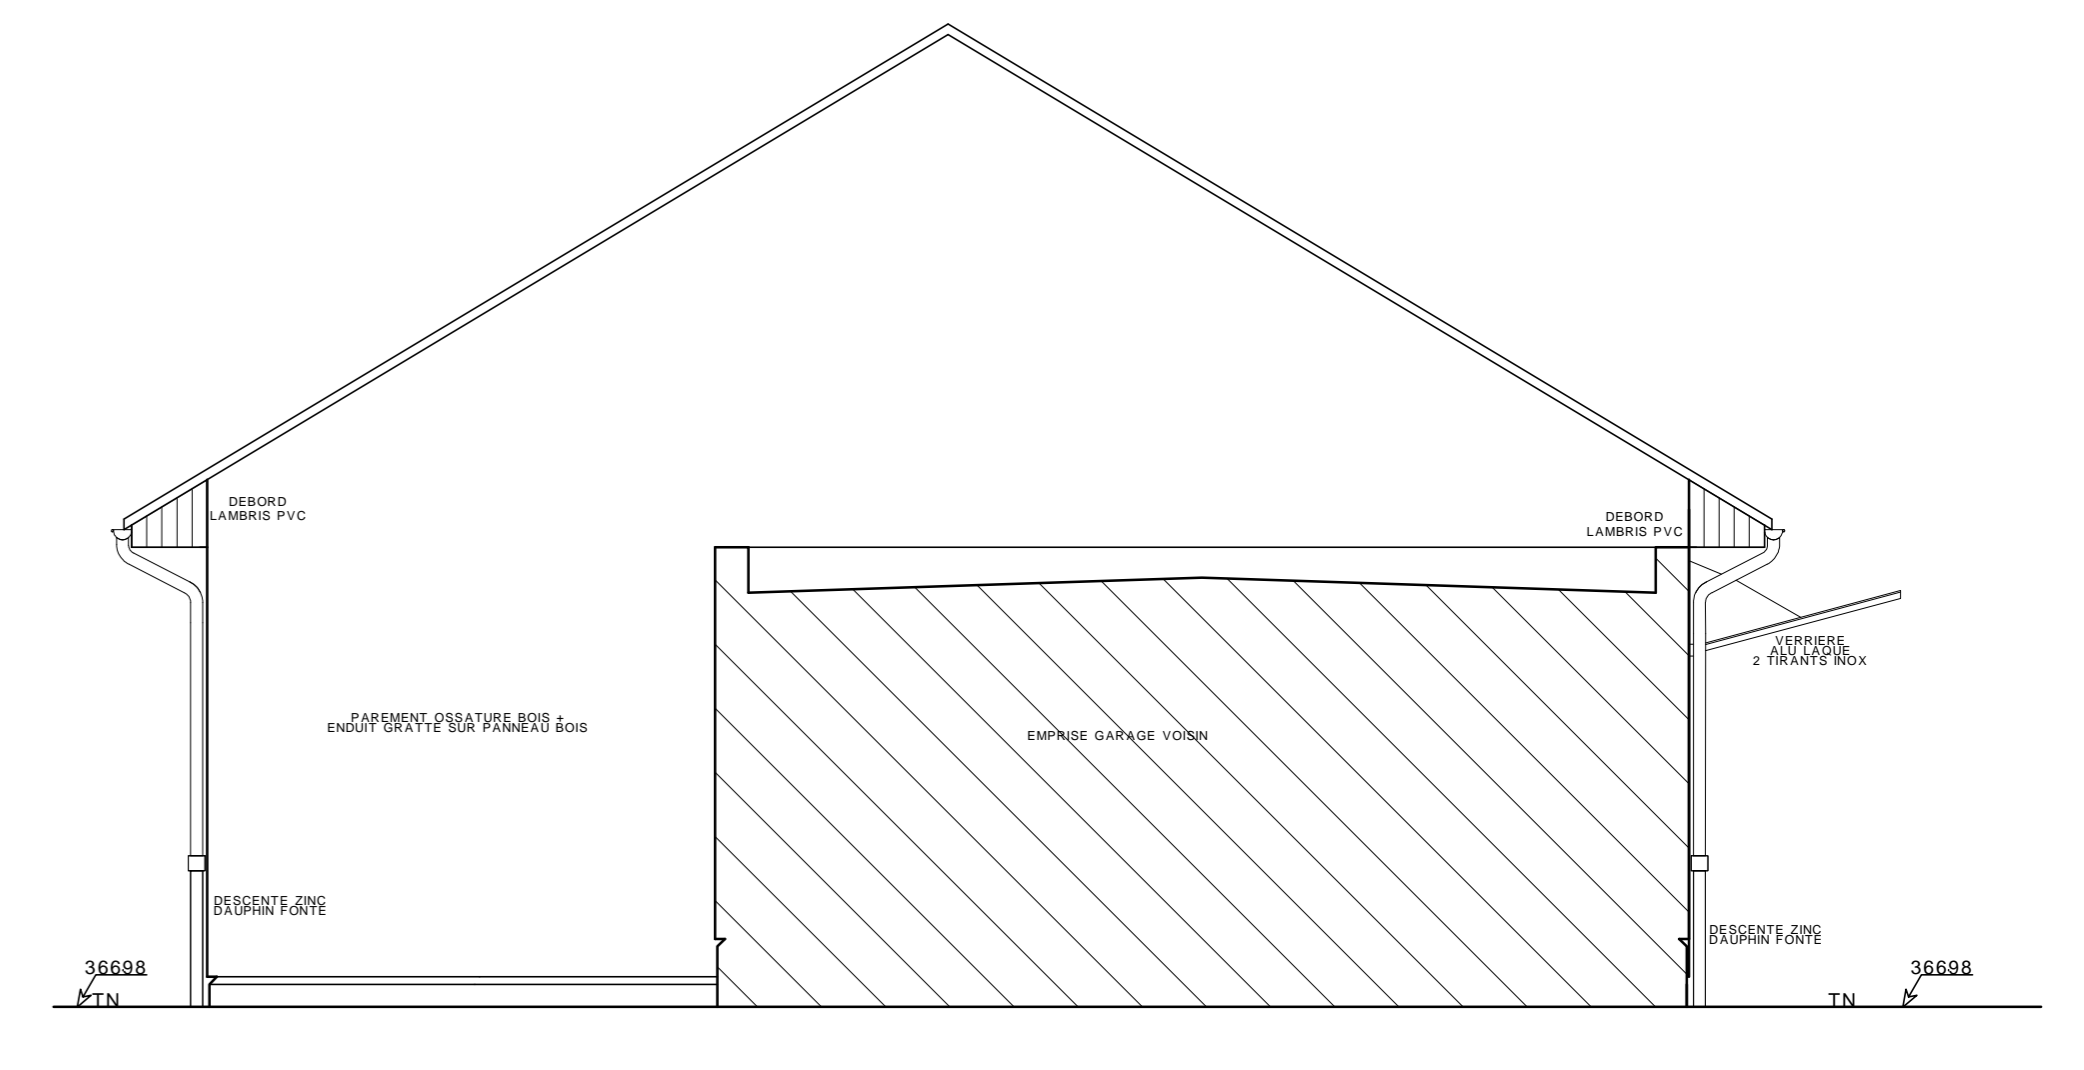 DEBORD
LAMBRIS PVC
DEBORD
LAMBRIS PVC
VERRIERE
ALU LAQUE
2 TIRANTS INOX
PAREMENT OSSATURE BOIS +
ENDUIT GRATTE SUR PANNEAU BOIS
EMPRISE GARAGE VOISIN
DESCENTE ZINC
DAUPHIN FONTE
DESCENTE ZINC
DAUPHIN FONTE
36698
TN
36698
TN